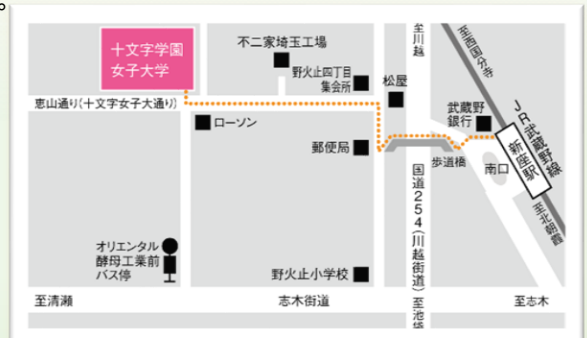 十文字学園
女子大学
不二家埼玉工場
野火止四丁目
集会所
松屋
至川越
至西国分寺
武蔵野
銀行
JR武蔵野線
新座駅
恵山通り(十文字女子大通り)
ローソン
郵便局
歩道橋
南口
国道254(川越街道)
至池袋
至北朝霞
オリエンタル
酵母工業前
バス停
野火止小学校
至清瀬
志木街道
至志木